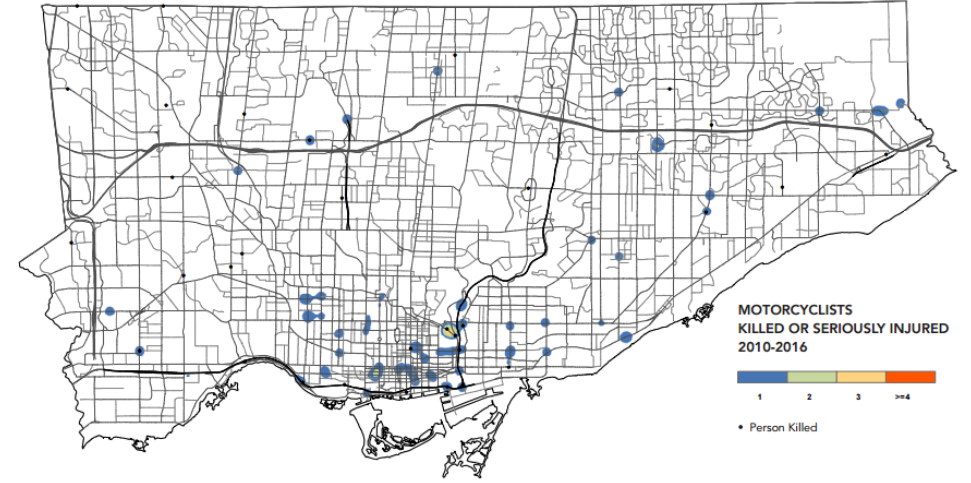 MOTORCYCLISTS
KILLED OR SERIOUSLY INJURED
2010-2016
1 2 3 >=4
• Person Killed